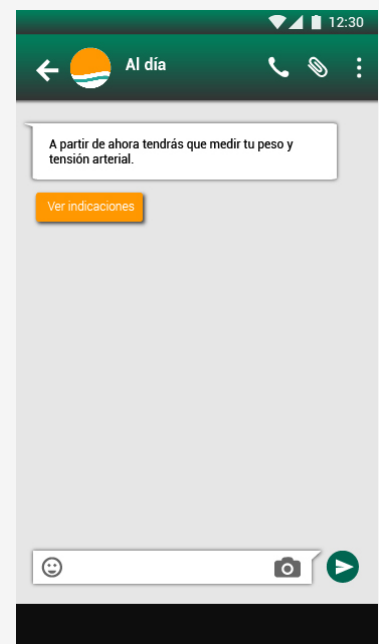 12:30
Al día
A partir de ahora tendrás que medir tu peso y
tensión arterial.
Ver indicaciones